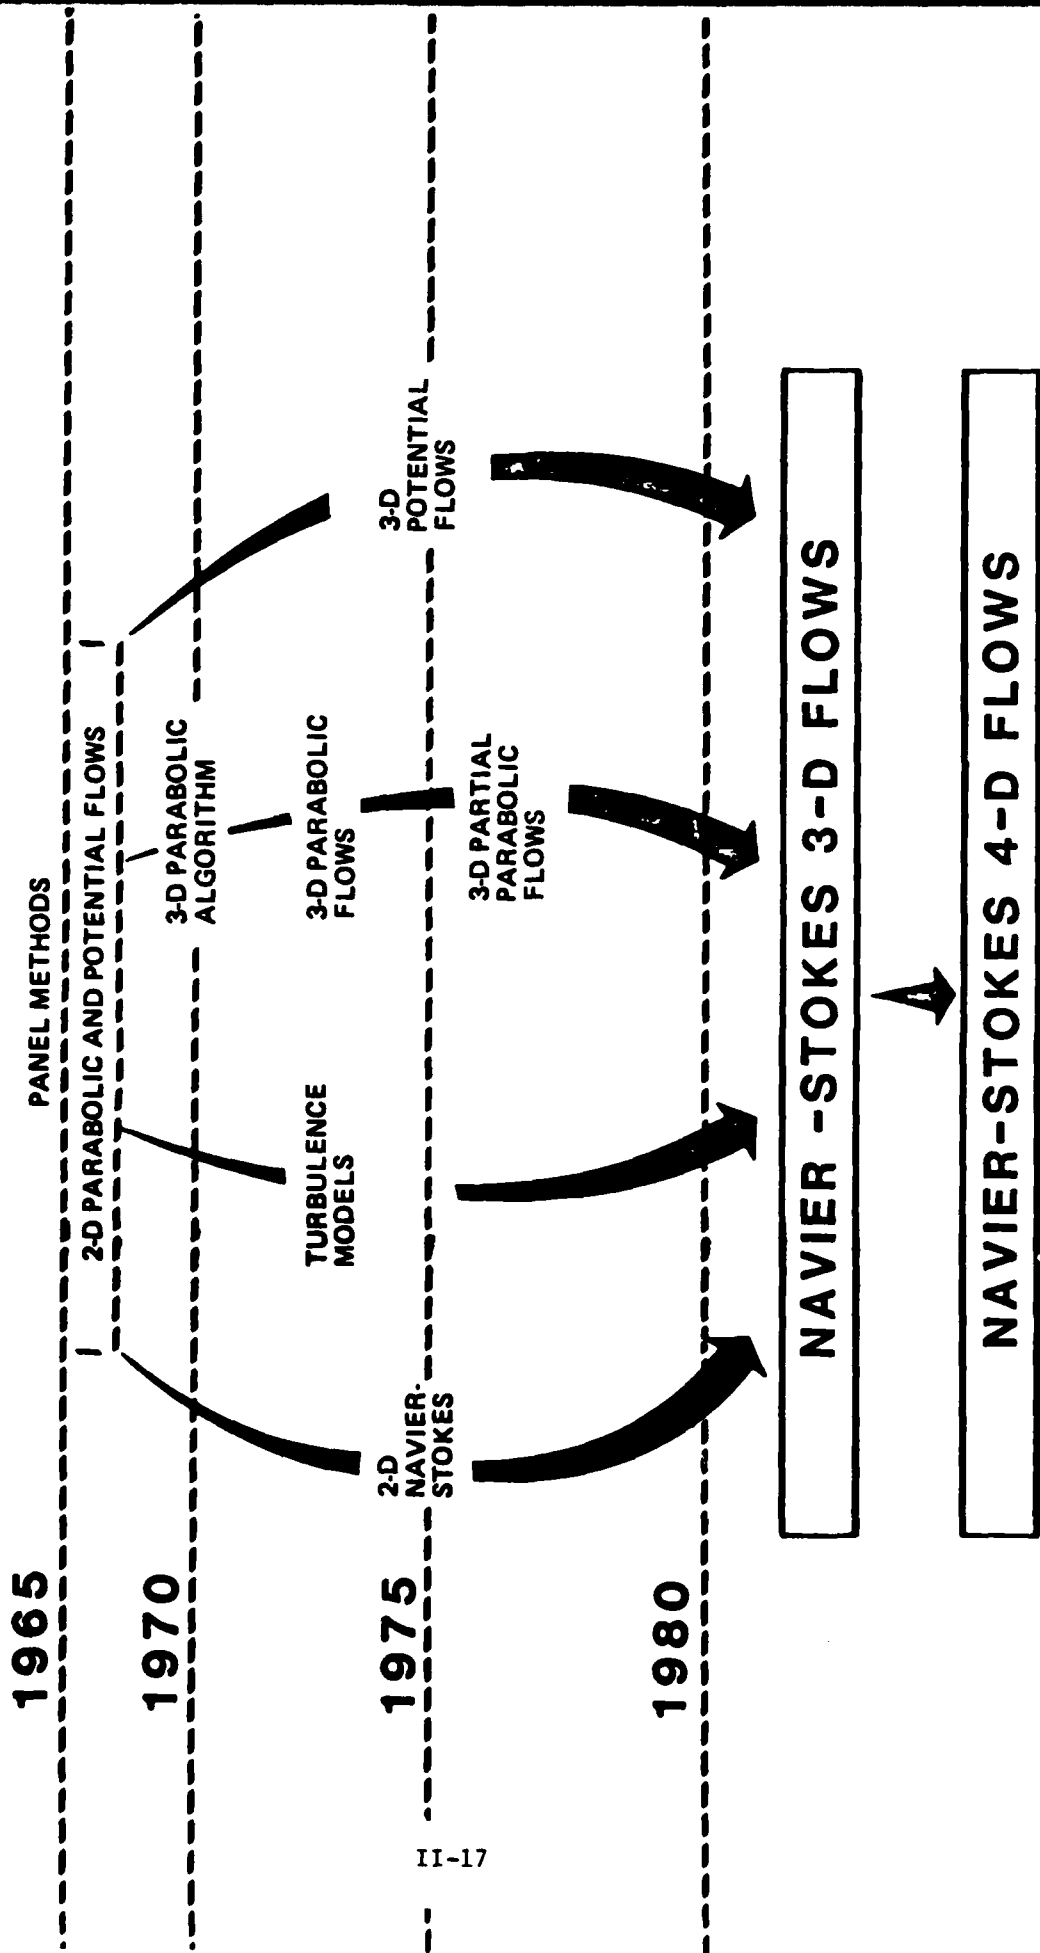 1965
PANEL METHODS
2-D PARABOLIC AND POTENTIAL FLOWS
1970
3-D PARABOLIC
ALGORITHM
TURBULENCE
MODELS
3-D PARABOLIC
FLOWS
1975
2-D
NAVIER-
STOKES
3-D
POTENTIAL
FLOWS
3-D PARTIAL
PARABOLIC
FLOWS
1980
NAVIER -STOKES 3-D FLOWS
NAVIER-STOKES 4-D FLOWS
II-17